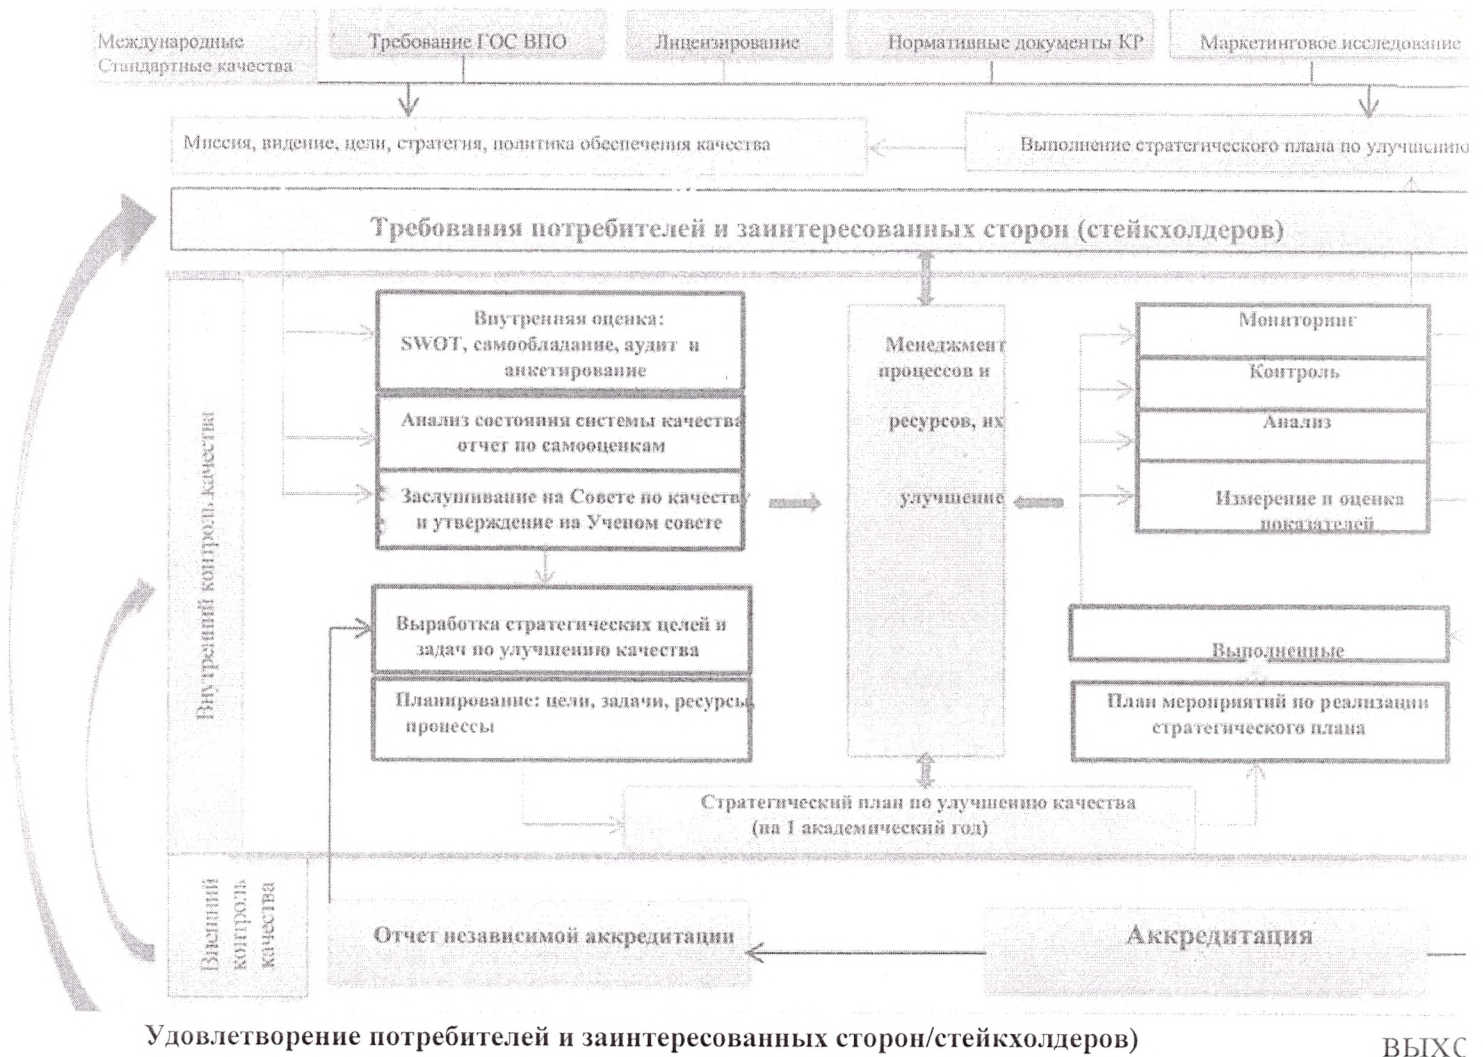 Международные
Стандартные качества
Требование ГОС ВПО
Лицензирование
Нормативные документы КР
Маркетинговое исследование
Миссия, видение, цели, стратегия, политика обеспечения качества
Выполнение стратегического плана по улучшению
Требования потребителей и заинтересованных сторон (стейкхолдеров)
Внутренний контроль качества
Внутренняя оценка:
SWOT, самообладание, аудит и
анкетирование
Анализ состояния системы качества
отчет по самооценкам
Заслушивание на Совете по качеству
и утверждение на Ученом совете
Выработка стратегических целей и
задач по улучшению качества
Планирование: цели, задачи, ресурсы,
процессы
Менеджмент
процессов и
ресурсов, их
улучшение
Мониторинг
Контроль
Анализ
Измерение и оценка
показателей
Выполненные
План мероприятий по реализации
стратегического плана
Стратегический план по улучшению качества
(на 1 академический год)
Внешний
контроль
качества
Отчет независимой аккредитации
Аккредитация
Удовлетворение потребителей и заинтересованных сторон/стейкхолдеров)
ВЫХО